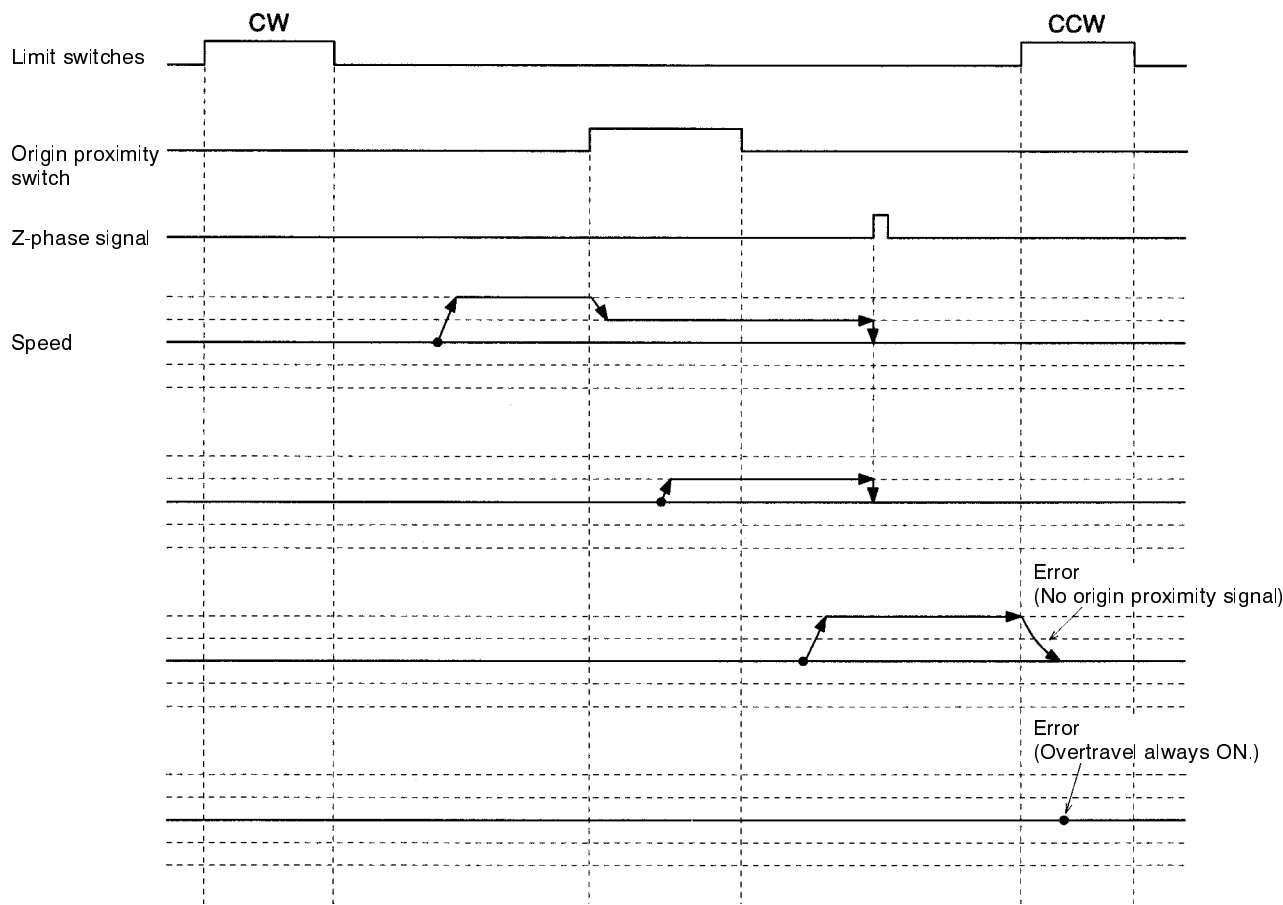 CW
CCW
Limit switches
Origin proximity
switch
Z-phase signal
Speed
Error
(No origin proximity signal)
Error
(Overtravel always ON.)